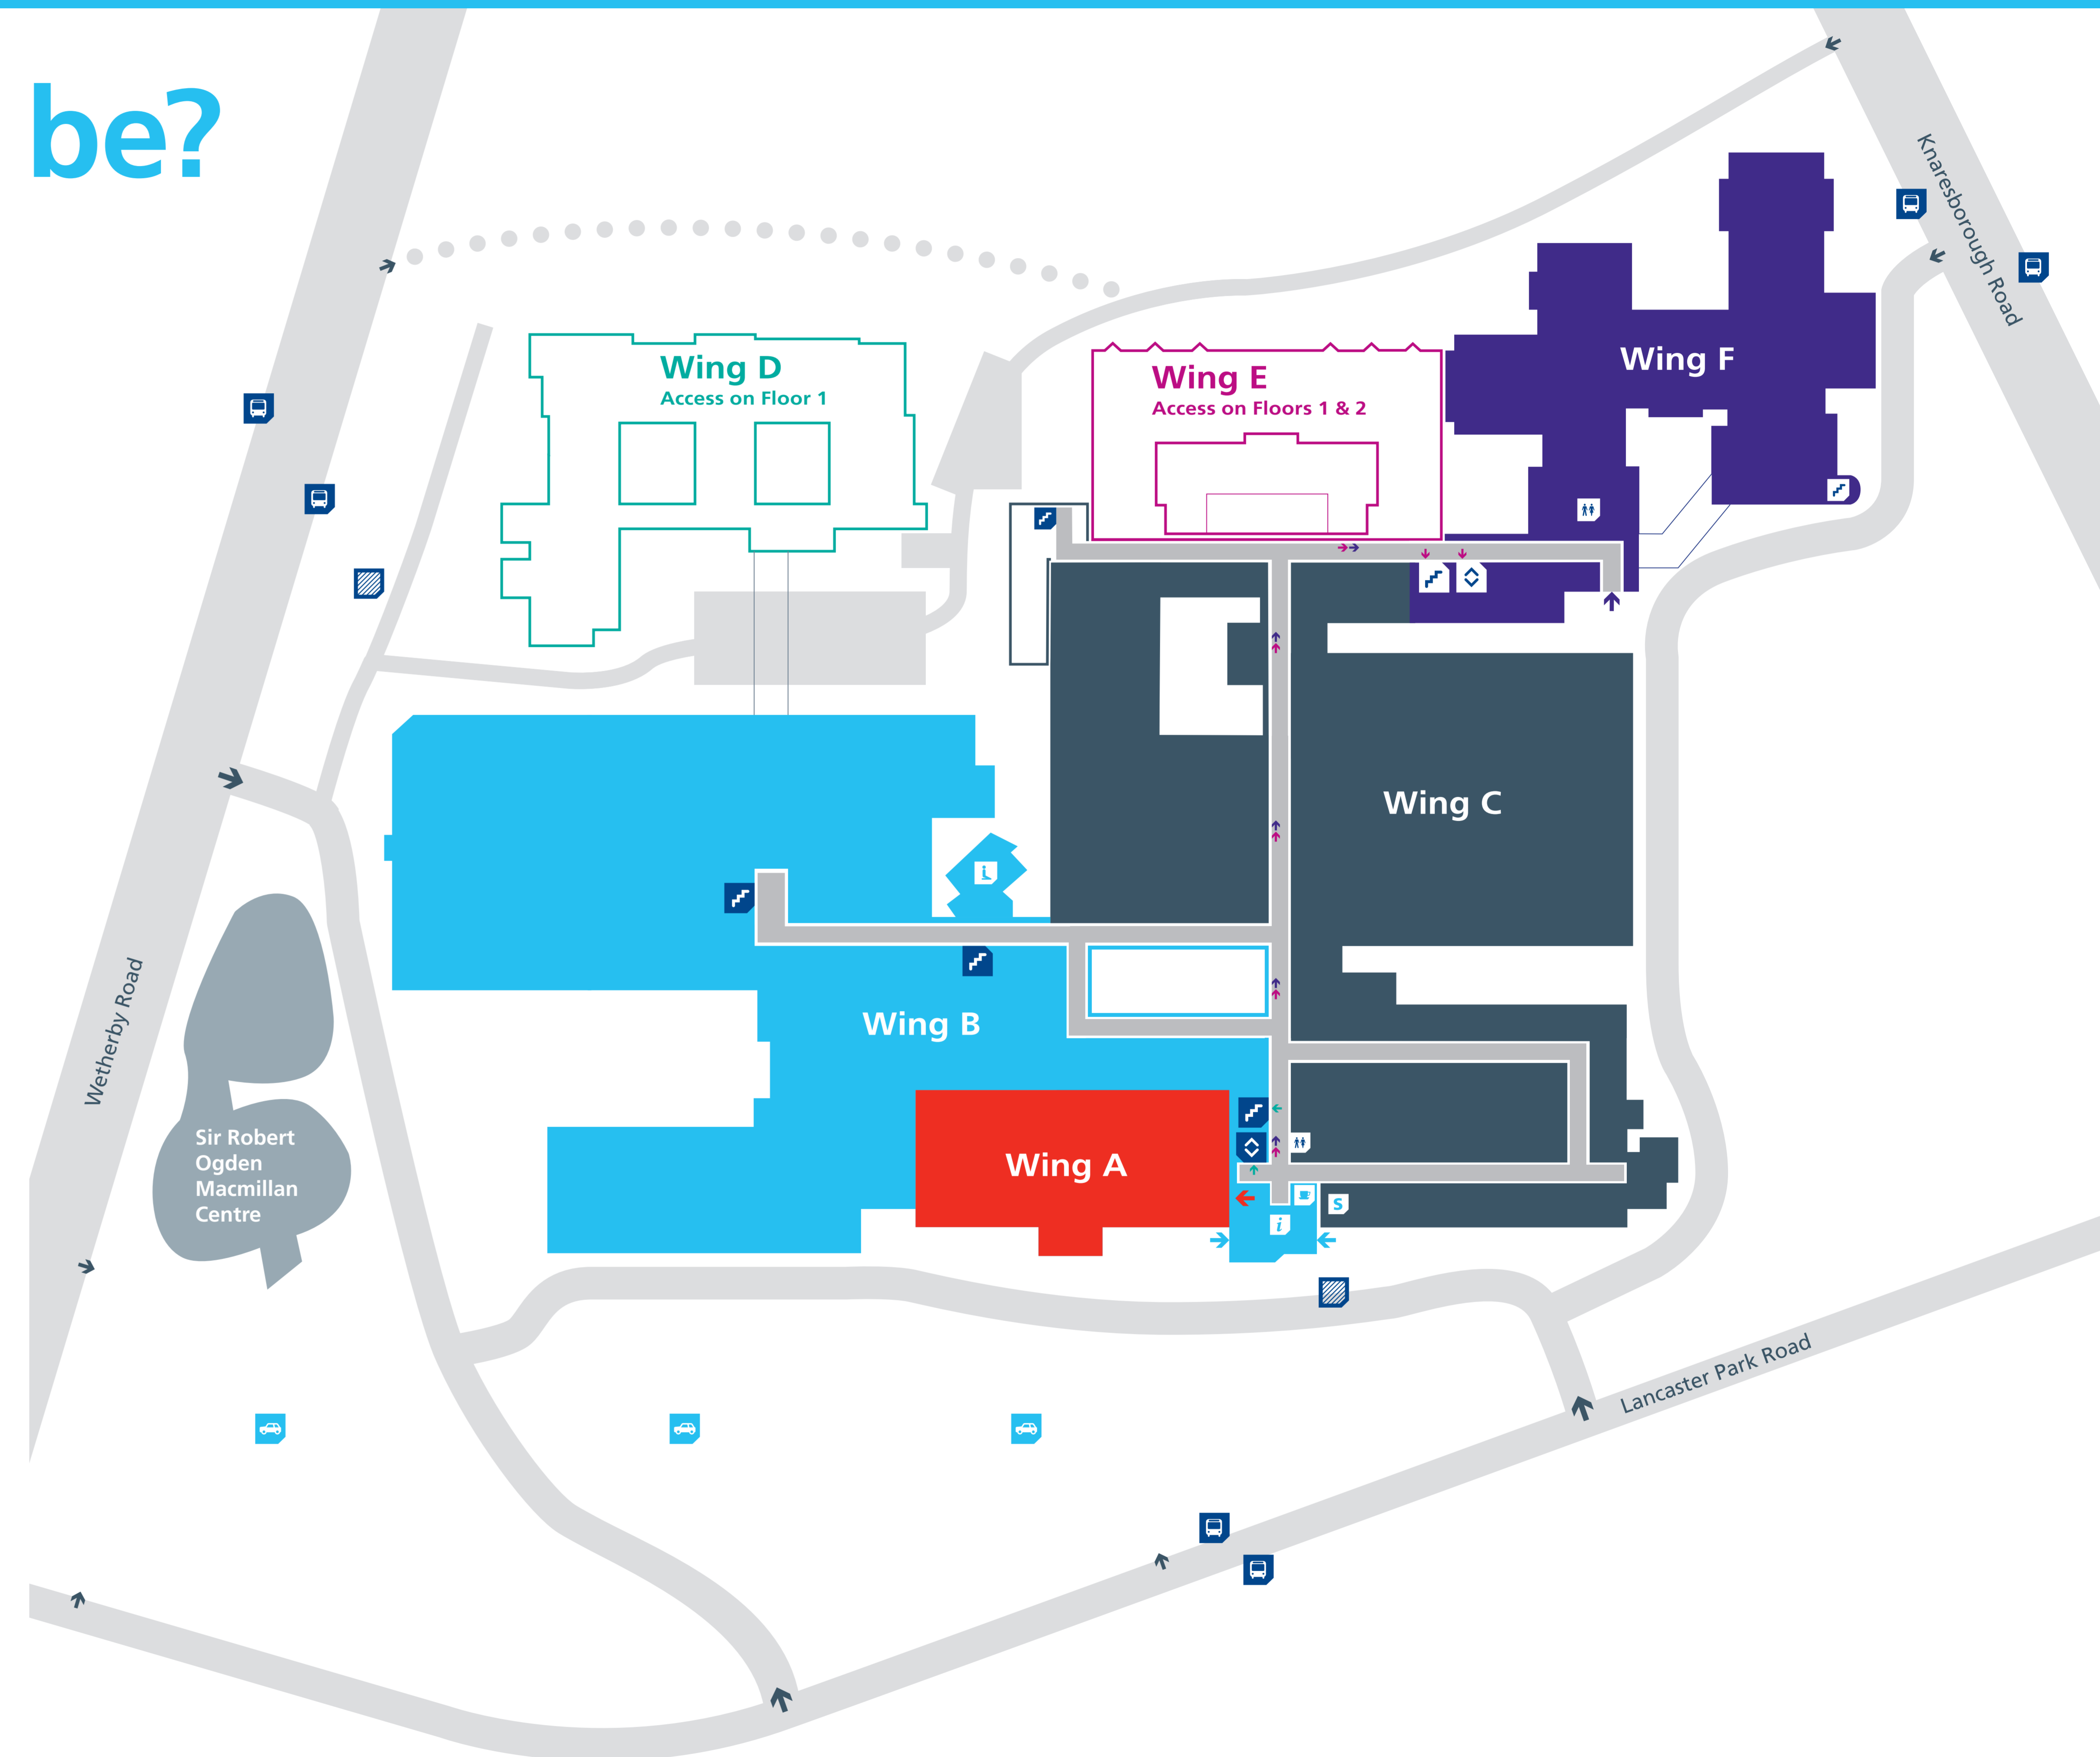 be?
Knaresborough Road
Wing D
Access on Floor 1
Wing E
Access on Floors 1 & 2
Wing F
Wing C
Wetherby Road
Wing B
Sir Robert
Ogden
Macmillan
Centre
Wing A
S
i
Lancaster Park Road